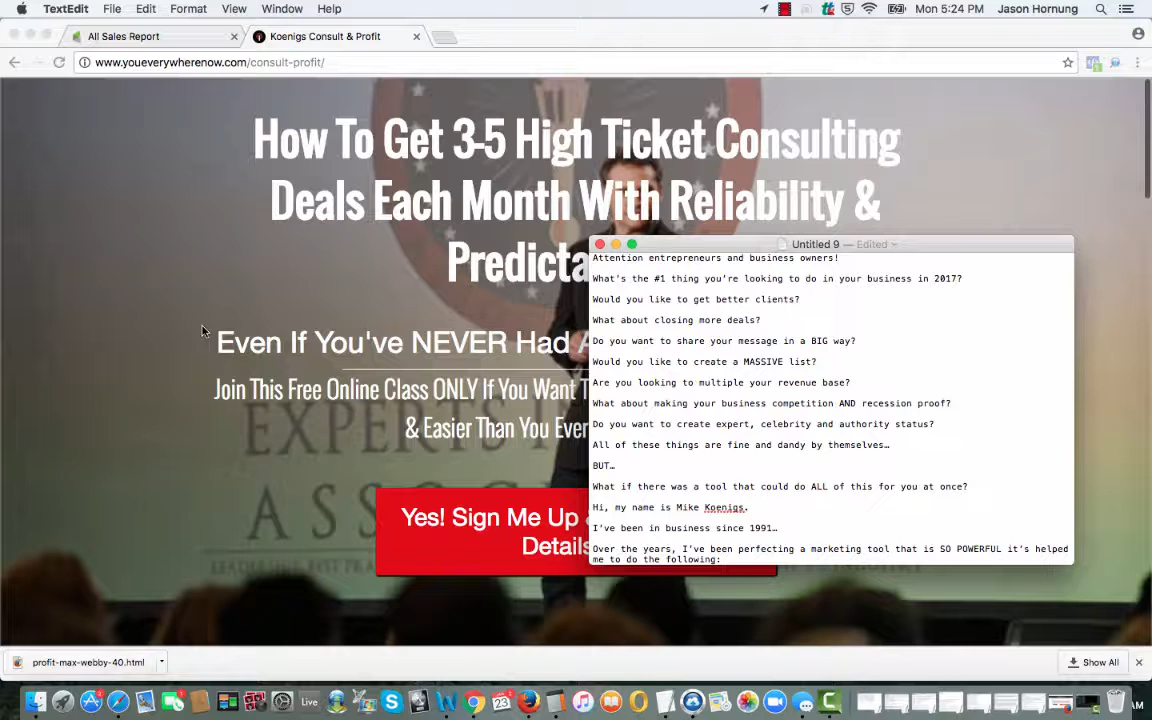 TextEdit File Edit Format View Window Help Mon 5:24 PM Jason Hornung
All Sales Report
Koenigs Consult & Profit
www.youeverywherenow.com/consult-profit/
How To Get 3-5 High Ticket Consulting
Deals Each Month With Reliability &
Predicta
Even If You've NEVER Had
Join This Free Online Class ONLY If You Want
& Easier Than You Ever
EXPERTS
ASSOC
Yes! Sign Me Up
Details
Untitled 9 — Edited
Attention entrepreneurs and business owners!
What's the #1 thing you're looking to do in your business in 2017?
Would you like to get better clients?
What about closing more deals?
Do you want to share your message in a BIG way?
Would you like to create a MASSIVE list?
Are you looking to multiple your revenue base?
What about making your business competition AND recession proof?
Do you want to create expert, celebrity and authority status?
All of these things are fine and dandy by themselves…
BUT…
What if there was a tool that could do ALL of this for you at once?
Hi, my name is Mike Koenigs.
I've been in business since 1991…
Over the years, I've been perfecting a marketing tool that is SO POWERFUL it's helped
me to do the following:
profit-max-webby-40.html
Show All
Live
23
AM